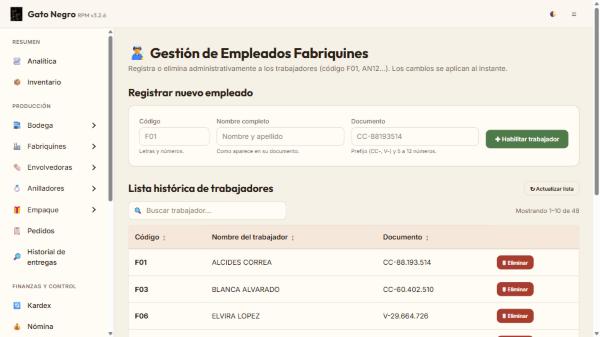 Gato Negro RPM v3.2.6
RESUMEN
Analítica
Inventario
PRODUCCIÓN
Bodega
Fabriquines
Envolvedoras
Anilladores
Empaque
Pedidos
Historial de
entregas
FINANZAS Y CONTROL
Kardex
Nómina
Gestión de Empleados Fabriquines
Registra o elimina administrativamente a los trabajadores (código F01, AN12...). Los cambios se aplican al instante.
Registrar nuevo empleado
Código Nombre completo Documento
F01 Nombre y apellido CC-88193514 + Habilitar trabajador
Letras y números. Como aparece en su documento. Prefijo (CC-, V-) y 5 a 12 números.
Lista histórica de trabajadores ↻ Actualizar lista
Buscar trabajador... Mostrando 1–10 de 48
Código Nombre del trabajador Documento
F01 ALCIDES CORREA CC-88.193.514 Eliminar
F03 BLANCA ALVARADO CC-60.402.510 Eliminar
F06 ELVIRA LOPEZ V-29.664.726 Eliminar